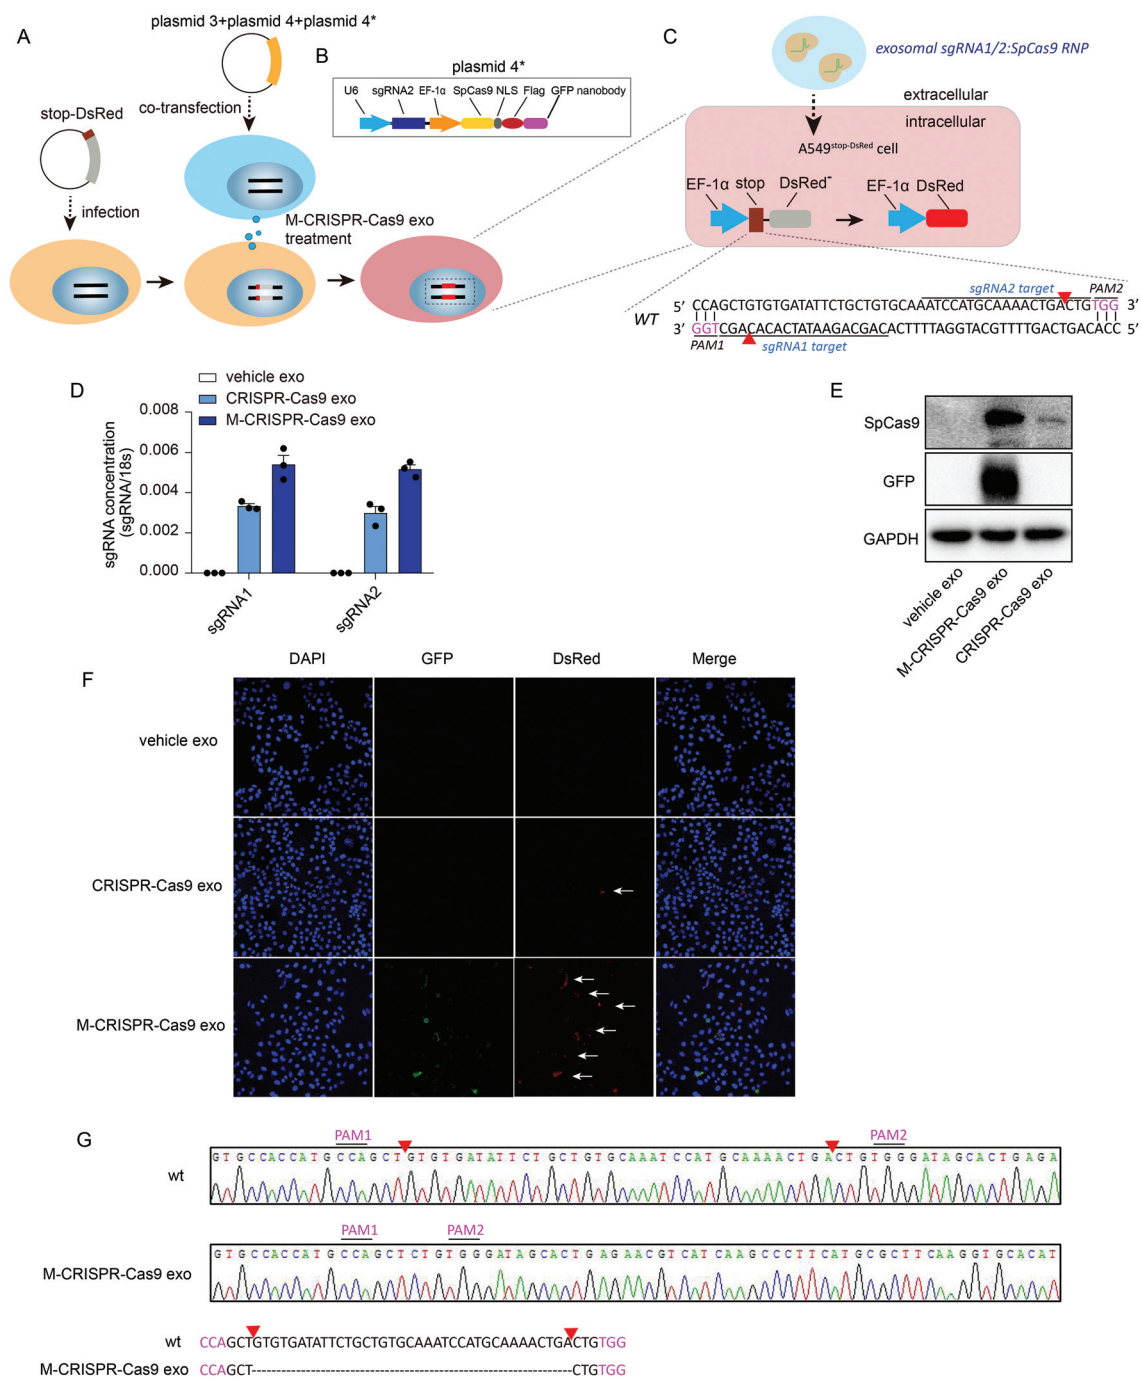 A
plasmid 3+plasmid 4+plasmid 4*
stop-DsRed
co-transfection
infection
M-CRISPR-Cas9 exo
treatment
B
plasmid 4*
U6 sgRNA2 EF-1α SpCas9 NLS Flag GFP nanobody
C
exosomal sgRNA1/2:SpCas9 RNP
extracellular
intracellular
A549stop-DsRed cell
EF-1α stop DsRed-
EF-1α DsRed
sgRNA2 target PAM2
5' CCAGCTGTGTGATATTCTGCTGTGCAAATCCATGCAAAACTGACTGTGG 3'
WT
3' GGTCGACACACTATAAGACGACACTTTTAGGTACGTTTTGACTGACACC 5'
PAM1 sgRNA1 target
D
vehicle exo
CRISPR-Cas9 exo
M-CRISPR-Cas9 exo
sgRNA concentration
(sgRNA/18s)
0.008
0.006
0.004
0.002
0.000
sgRNA1
sgRNA2
E
SpCas9
GFP
GAPDH
vehicle exo
M-CRISPR-Cas9 exo
CRISPR-Cas9 exo
F
DAPI GFP DsRed Merge
vehicle exo
CRISPR-Cas9 exo
M-CRISPR-Cas9 exo
G
PAM1 PAM2
wt
GTGCCACCATGCCAGCTGTGTGATATTCTGCTGTGCAAATCCATGCAAAACTGACTGTGGGATAGCACTGAGA
PAM1 PAM2
M-CRISPR-Cas9 exo
GTGCCACCATGCCAGCTCTGTGGGATAGCACTGAGAACGTCATCAAGCCCTTCATGCGCTTCAAGGTGCACAT
wt CCAGCTGTGTGATATTCTGCTGTGCAAATCCATGCAAAACTGACTGTGG
M-CRISPR-Cas9 exo CCAGCT-------------------------------------CTGTGG